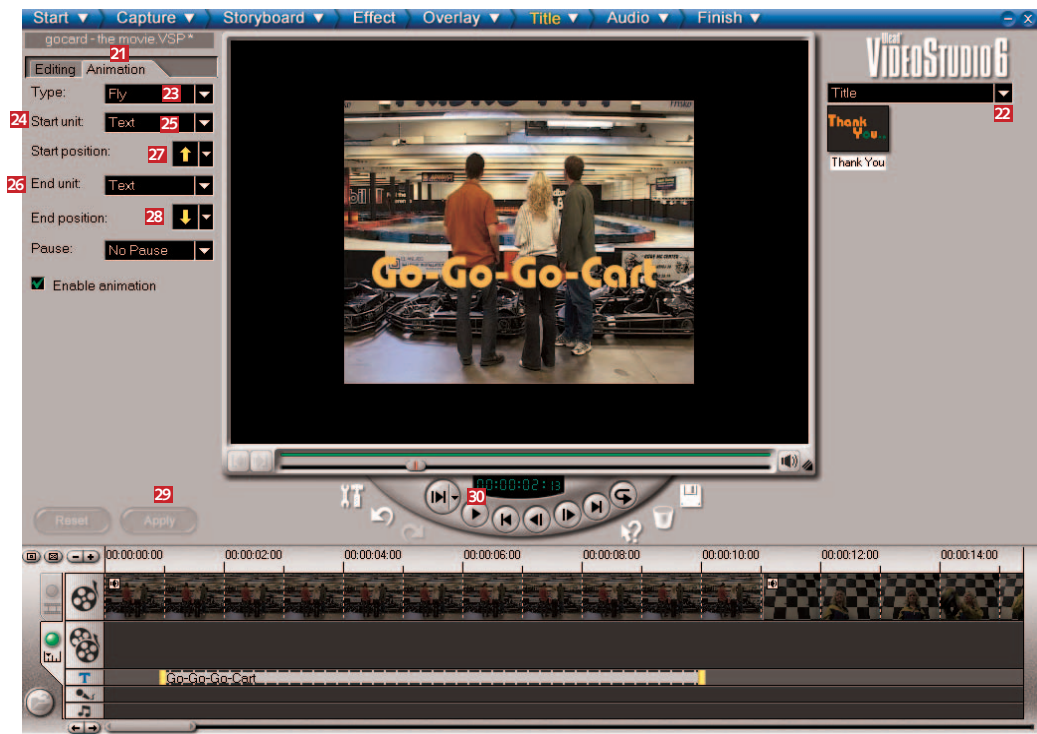 Start ▼ Capture ▼ Storyboard ▼ Effect Overlay ▼ Title ▼ Audio ▼ Finish ▼
gocard - the movie.VSP *
21
Editing Animation
Type: Fly 23
24 Start unit: Text 25
Start position: 27
26 End unit: Text
End position: 28
Pause: No Pause
Enable animation
Go-Go-Go-Cart
Ulead
VIDEOSTUDIO 6
Title
22
Thank You..
Thank You
00:00:02:13
30
29
Reset Apply
00:00:00:00 00:00:02:00 00:00:04:00 00:00:06:00 00:00:08:00 00:00:10:00 00:00:12:00 00:00:14:00
T Go-Go-Go-Cart